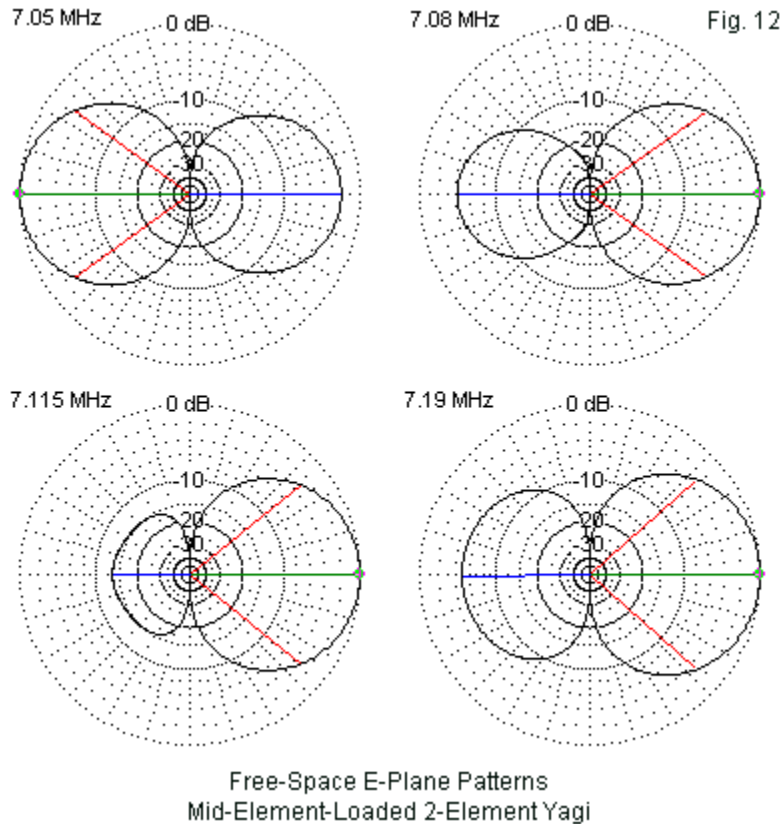 7.05 MHz
0 dB
7.08 MHz
0 dB
Fig. 12
-10
-20
-30
-10
-20
-30
7.115 MHz
0 dB
7.19 MHz
0 dB
-10
-20
-30
-10
-20
-30
Free-Space E-Plane Patterns
Mid-Element-Loaded 2-Element Yagi